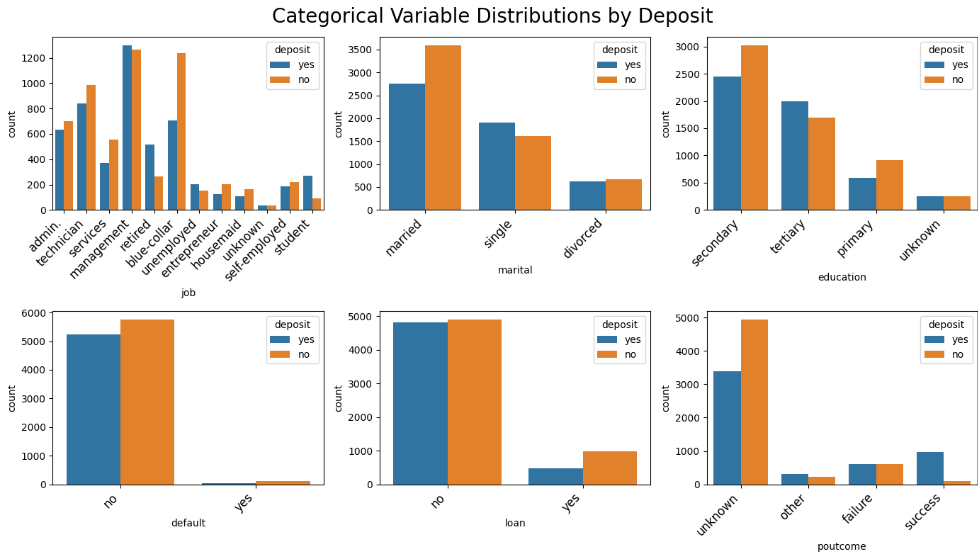 Categorical Variable Distributions by Deposit
count
1200
1000
800
600
400
200
0
deposit
yes
no
admin.
technician
services
management
retired
blue-collar
unemployed
entrepreneur
housemaid
unknown
self-employed
student
job
count
3500
3000
2500
2000
1500
1000
500
0
deposit
yes
no
married
single
divorced
marital
count
3000
2500
2000
1500
1000
500
0
deposit
yes
no
secondary
tertiary
primary
unknown
education
count
6000
5000
4000
3000
2000
1000
0
deposit
yes
no
no
yes
default
count
5000
4000
3000
2000
1000
0
deposit
yes
no
no
yes
loan
count
5000
4000
3000
2000
1000
0
deposit
yes
no
unknown
other
failure
success
poutcome